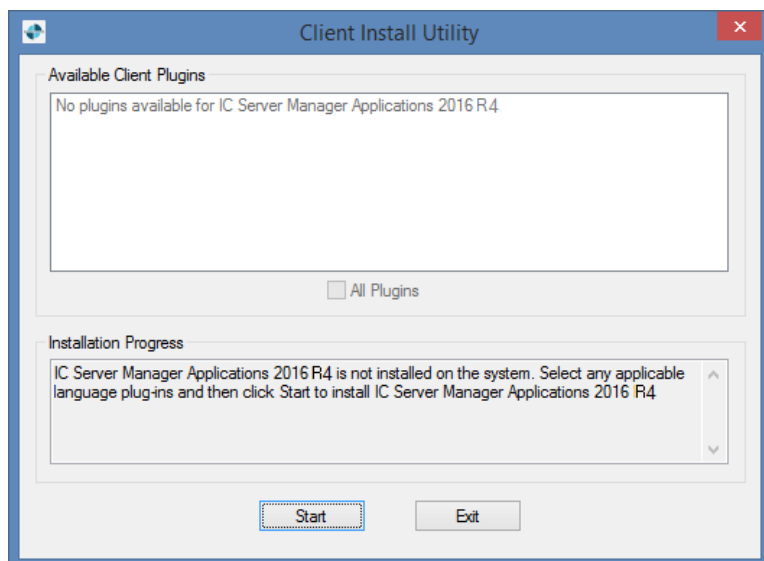 Client Install Utility
Available Client Plugins
No plugins available for IC Server Manager Applications 2016 R4
All Plugins
Installation Progress
IC Server Manager Applications 2016 R4 is not installed on the system. Select any applicable
language plug-ins and then click Start to install IC Server Manager Applications 2016 R4
Start
Exit